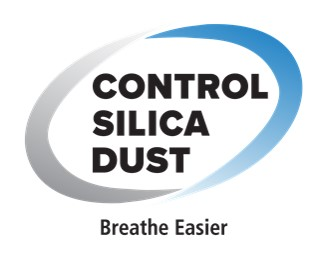 CONTROL
SILICA
DUST
Breathe Easier